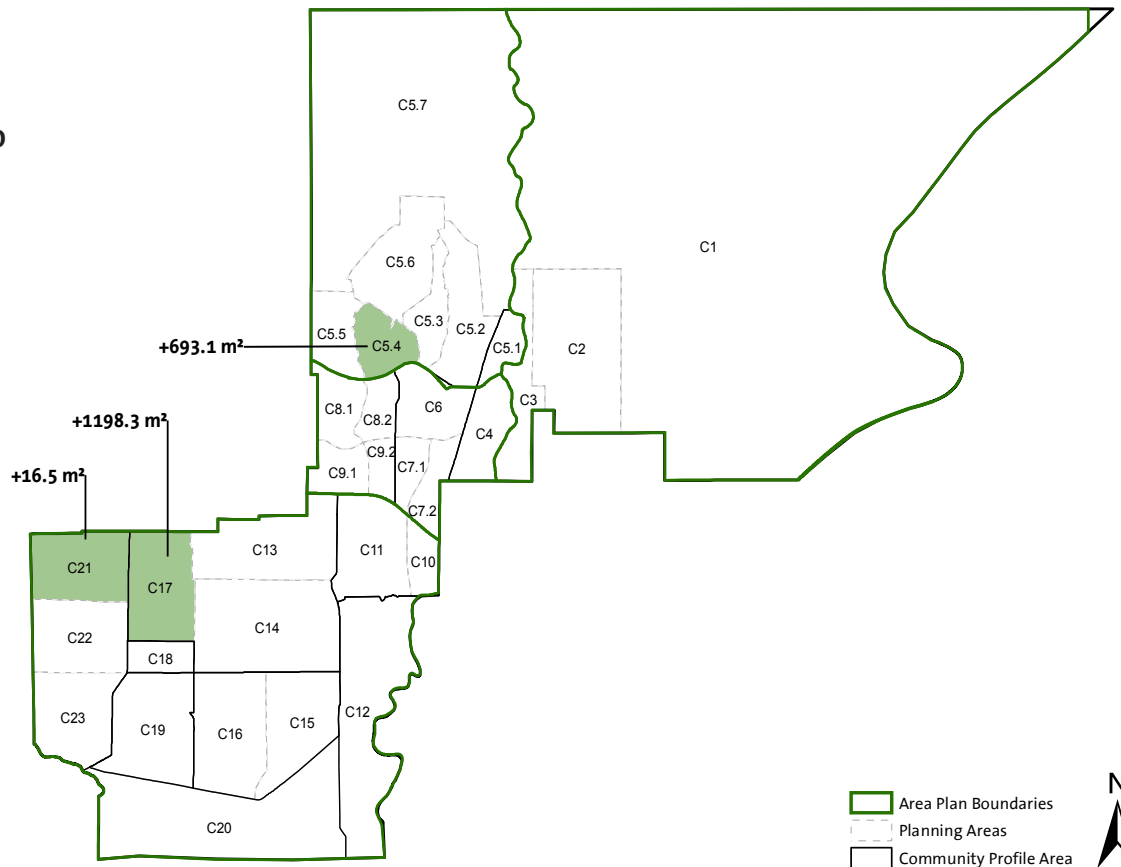 C5.7
C1
C5.6
C5.3
C5.2
C5.5
C5.4
C5.1
+693.1 m²
C2
C8.1
C8.2
C6
C3
C4
+1198.3 m²
C9.2
C7.1
C9.1
+16.5 m²
C7.2
C13
C11
C10
C21
C17
C14
C22
C18
C12
C23
C19
C16
C15
C20
N
Area Plan Boundaries
Planning Areas
Community Profile Area